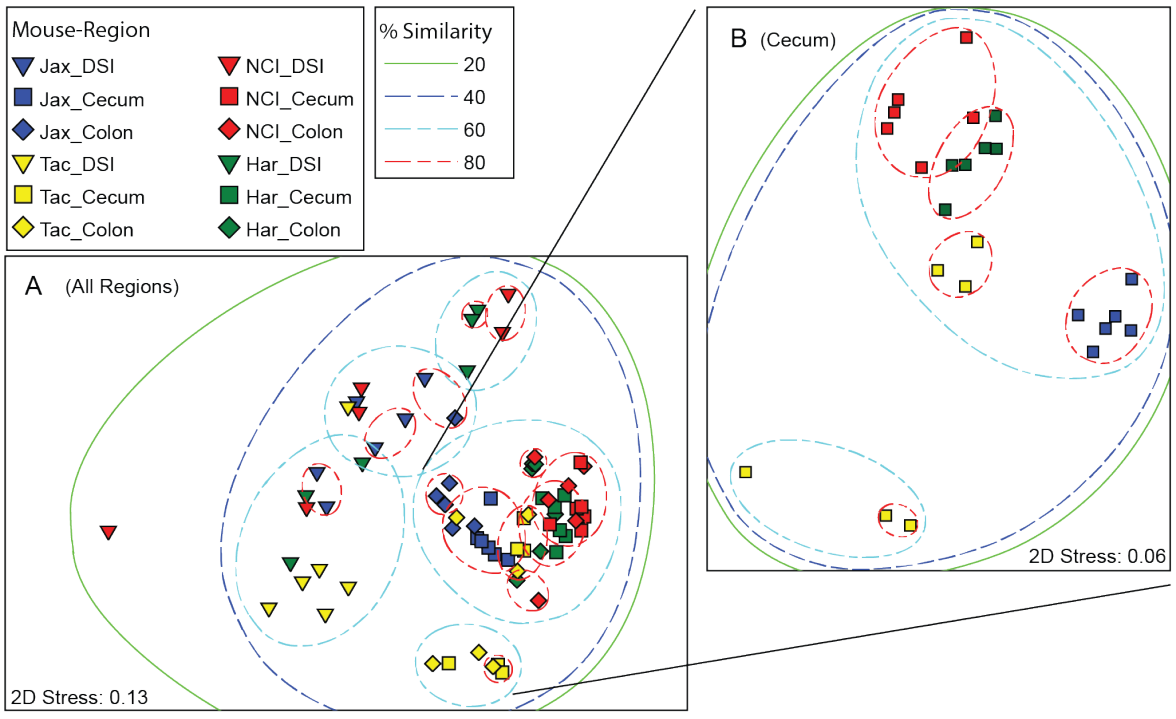 Mouse-Region
Jax_DSI
Jax_Cecum
Jax_Colon
Tac_DSI
Tac_Cecum
Tac_Colon
NCI_DSI
NCI_Cecum
NCI_Colon
Har_DSI
Har_Cecum
Har_Colon
% Similarity
20
40
60
80
A (All Regions)
2D Stress: 0.13
B (Cecum)
2D Stress: 0.06